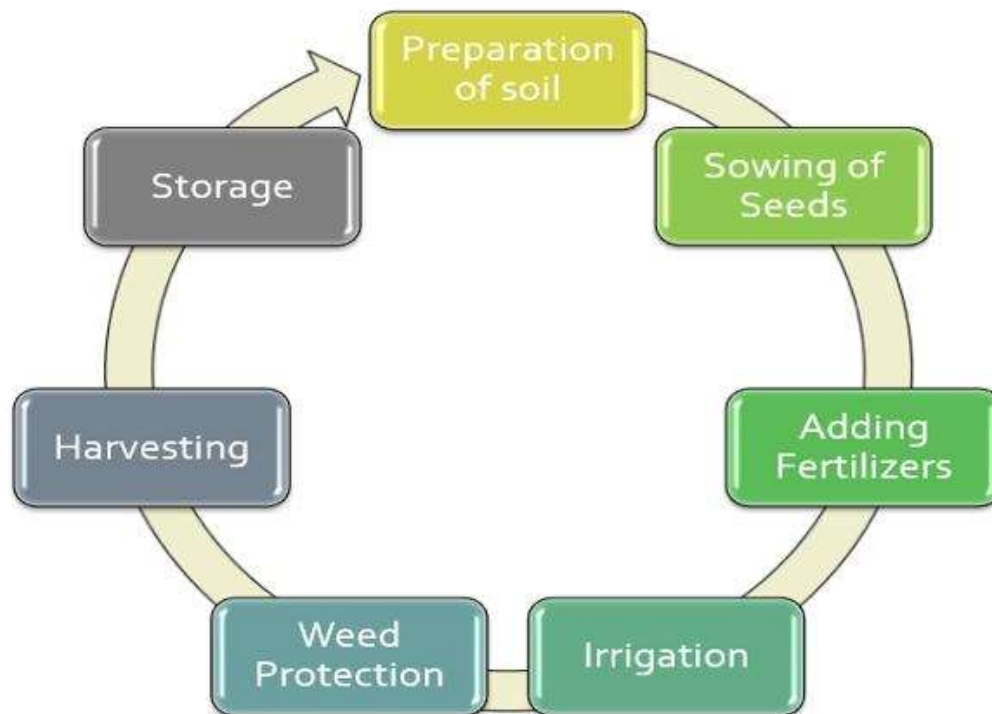 Preparation
of soil
Sowing of
Seeds
Adding
Fertilizers
Irrigation
Weed
Protection
Harvesting
Storage